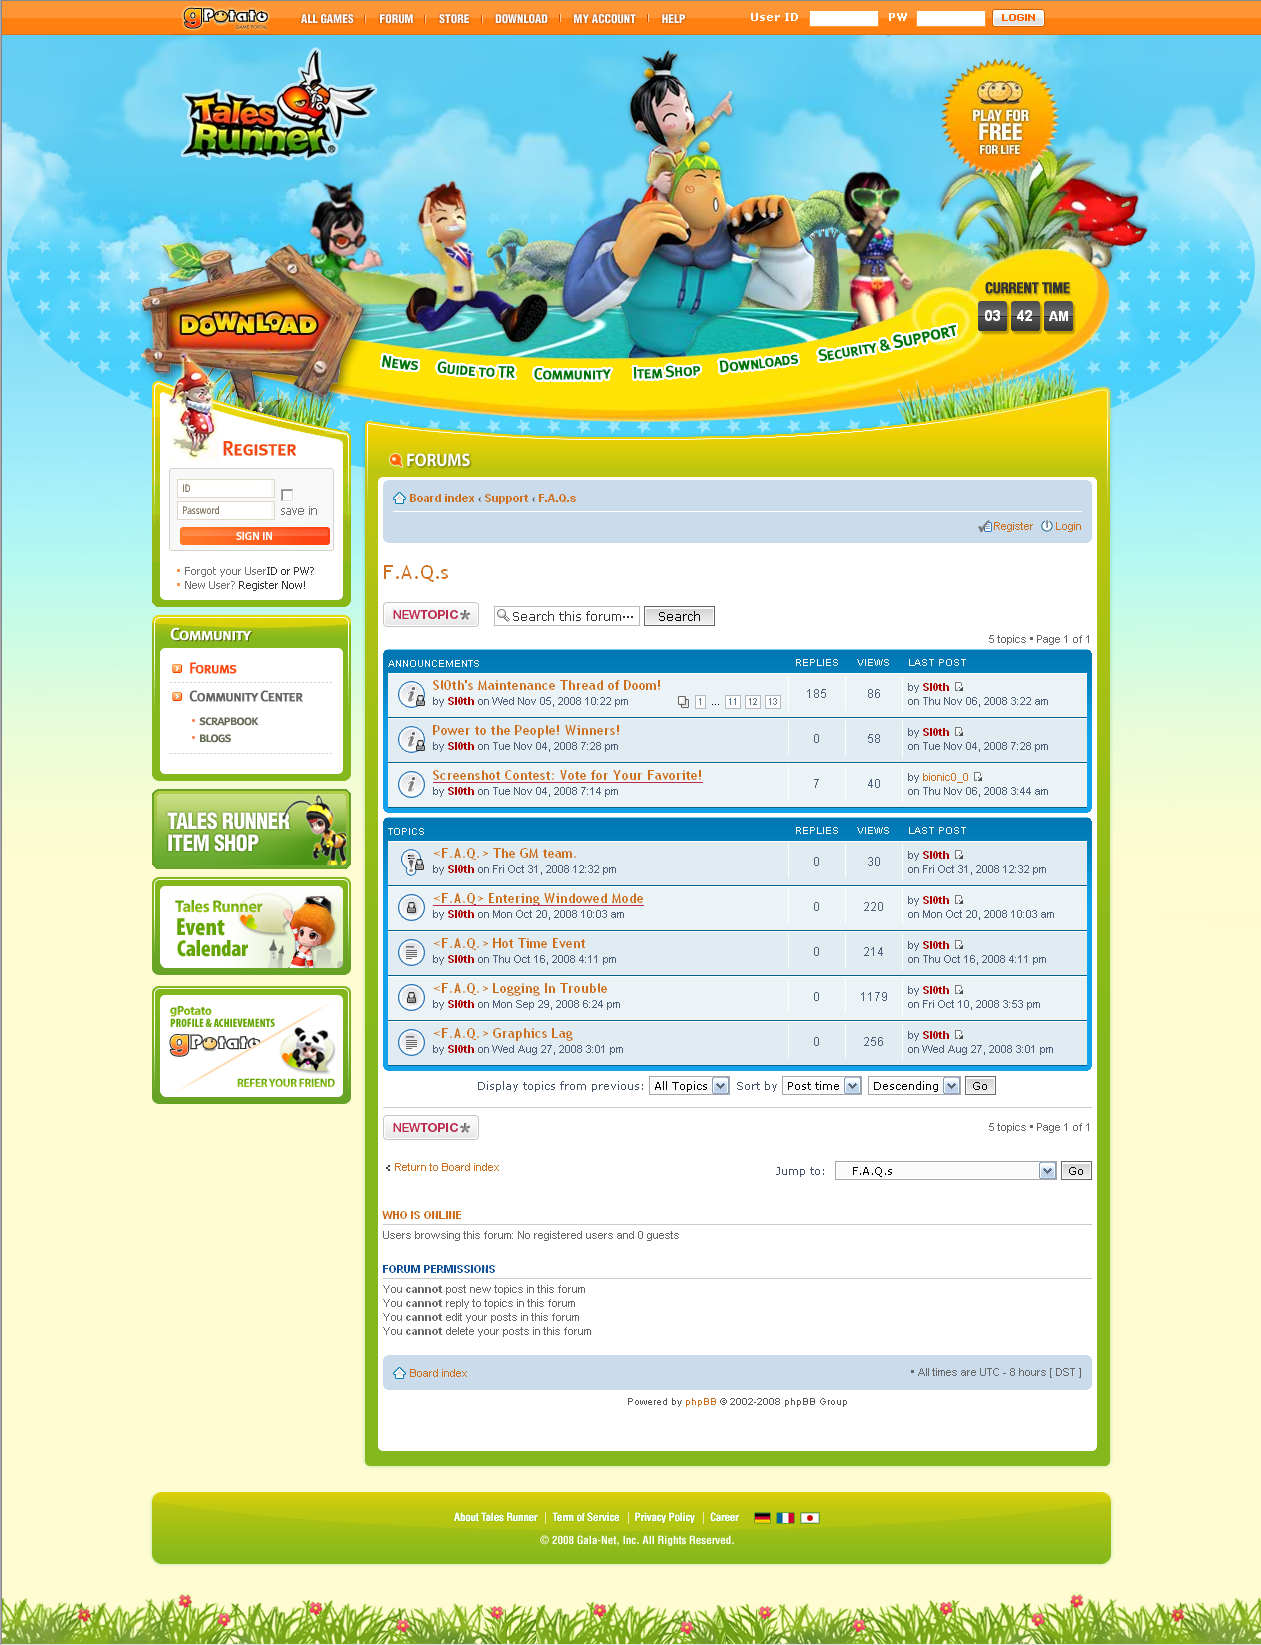 gPotato
GAME PORTAL
ALL GAMES
FORUM
STORE
DOWNLOAD
MY ACCOUNT
HELP
User ID
PW
LOGIN
Tales Runner
PLAY FOR
FREE
FOR LIFE
CURRENT TIME
03 42 AM
DOWNLOAD
NEWS
GUIDE TO TR
COMMUNITY
ITEM SHOP
DOWNLOADS
SECURITY & SUPPORT
REGISTER
ID
Password
save in
SIGN IN
• Forgot your UserID or PW?
• New User? Register Now!
COMMUNITY
FORUMS
COMMUNITY CENTER
• SCRAPBOOK
• BLOGS
TALES RUNNER
ITEM SHOP
Tales Runner
Event
Calendar
gPotato
PROFILE & ACHIEVEMENTS
gPotato
REFER YOUR FRIEND
FORUMS
Board index ‹ Support ‹ F.A.Q.s
Register Login
F.A.Q.s
NEWTOPIC*
Search this forum···
Search
5 topics • Page 1 of 1
ANNOUNCEMENTS REPLIES VIEWS LAST POST
Sl0th's Maintenance Thread of Doom!
by Sl0th on Wed Nov 05, 2008 10:22 pm
1 ... 11 12 13
185
86
by Sl0th
on Thu Nov 06, 2008 3:22 am
Power to the People! Winners!
by Sl0th on Tue Nov 04, 2008 7:28 pm
0
58
by Sl0th
on Tue Nov 04, 2008 7:28 pm
Screenshot Contest: Vote for Your Favorite!
by Sl0th on Tue Nov 04, 2008 7:14 pm
7
40
by bionic0_0
on Thu Nov 06, 2008 3:44 am
TOPICS REPLIES VIEWS LAST POST
<F.A.Q. > The GM team.
by Sl0th on Fri Oct 31, 2008 12:32 pm
0
30
by Sl0th
on Fri Oct 31, 2008 12:32 pm
<F.A.Q> Entering Windowed Mode
by Sl0th on Mon Oct 20, 2008 10:03 am
0
220
by Sl0th
on Mon Oct 20, 2008 10:03 am
<F.A.Q. > Hot Time Event
by Sl0th on Thu Oct 16, 2008 4:11 pm
0
214
by Sl0th
on Thu Oct 16, 2008 4:11 pm
<F.A.Q. > Logging In Trouble
by Sl0th on Mon Sep 29, 2008 6:24 pm
0
1179
by Sl0th
on Fri Oct 10, 2008 3:53 pm
<F.A.Q. > Graphics Lag
by Sl0th on Wed Aug 27, 2008 3:01 pm
0
256
by Sl0th
on Wed Aug 27, 2008 3:01 pm
Display topics from previous: All Topics Sort by Post time Descending Go
NEWTOPIC*
5 topics • Page 1 of 1
Return to Board index
Jump to: F.A.Q.s Go
WHO IS ONLINE
Users browsing this forum: No registered users and 0 guests
FORUM PERMISSIONS
You cannot post new topics in this forum
You cannot reply to topics in this forum
You cannot edit your posts in this forum
You cannot delete your posts in this forum
Board index
• All times are UTC - 8 hours [ DST ]
Powered by phpBB © 2002-2008 phpBB Group
About Tales Runner | Term of Service | Privacy Policy | Career
© 2008 Gala-Net, Inc. All Rights Reserved.